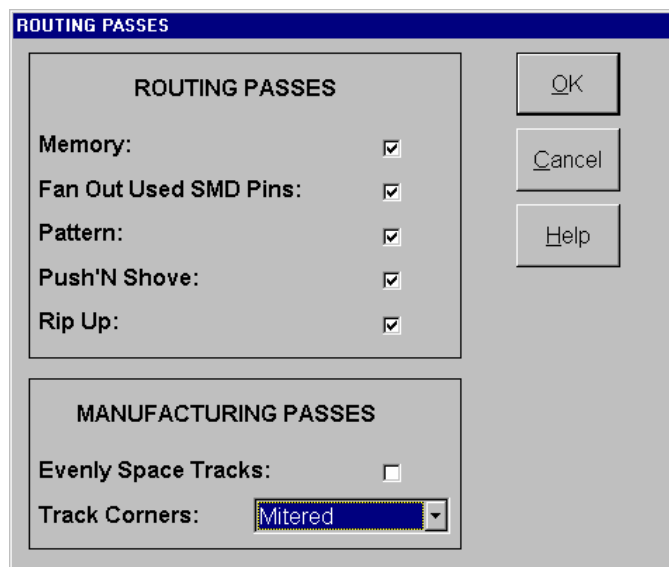 ROUTING PASSES
ROUTING PASSES
Memory:
Fan Out Used SMD Pins:
Pattern:
Push'N Shove:
Rip Up:
OK
Cancel
Help
MANUFACTURING PASSES
Evenly Space Tracks:
Track Corners: Mitered